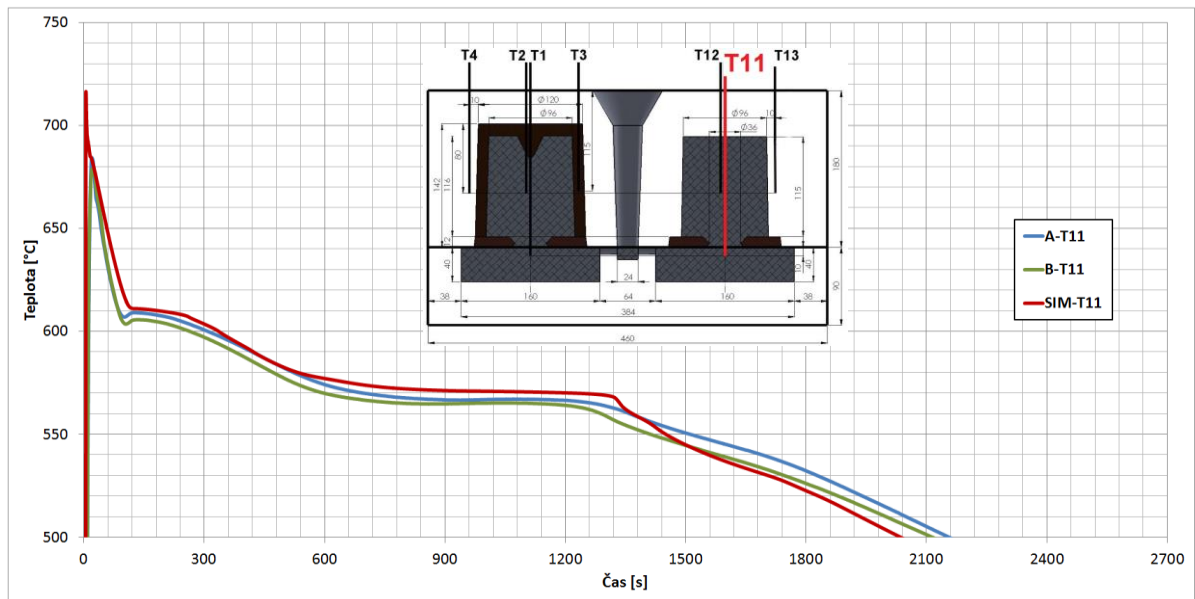 750
700
650
600
550
500
Teplota [°C]
0
300
600
900
1200
1500
1800
2100
2400
2700
Čas [s]
A-T11
B-T11
SIM-T11
T4
T2 T1
T3
T12
T11
T13
10
Ø120
Ø96
Ø96
10
Ø36
142
116
80
115
115
180
12
40
24
10
40
90
38
160
64
160
38
384
460